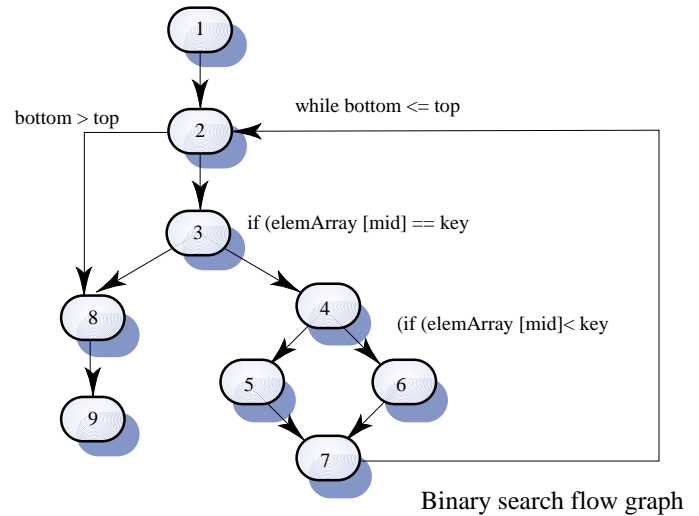 1
while bottom <= top
bottom > top
2
3
if (elemArray [mid] == key
4
8
(if (elemArray [mid]< key
5
6
9
7
Binary search flow graph